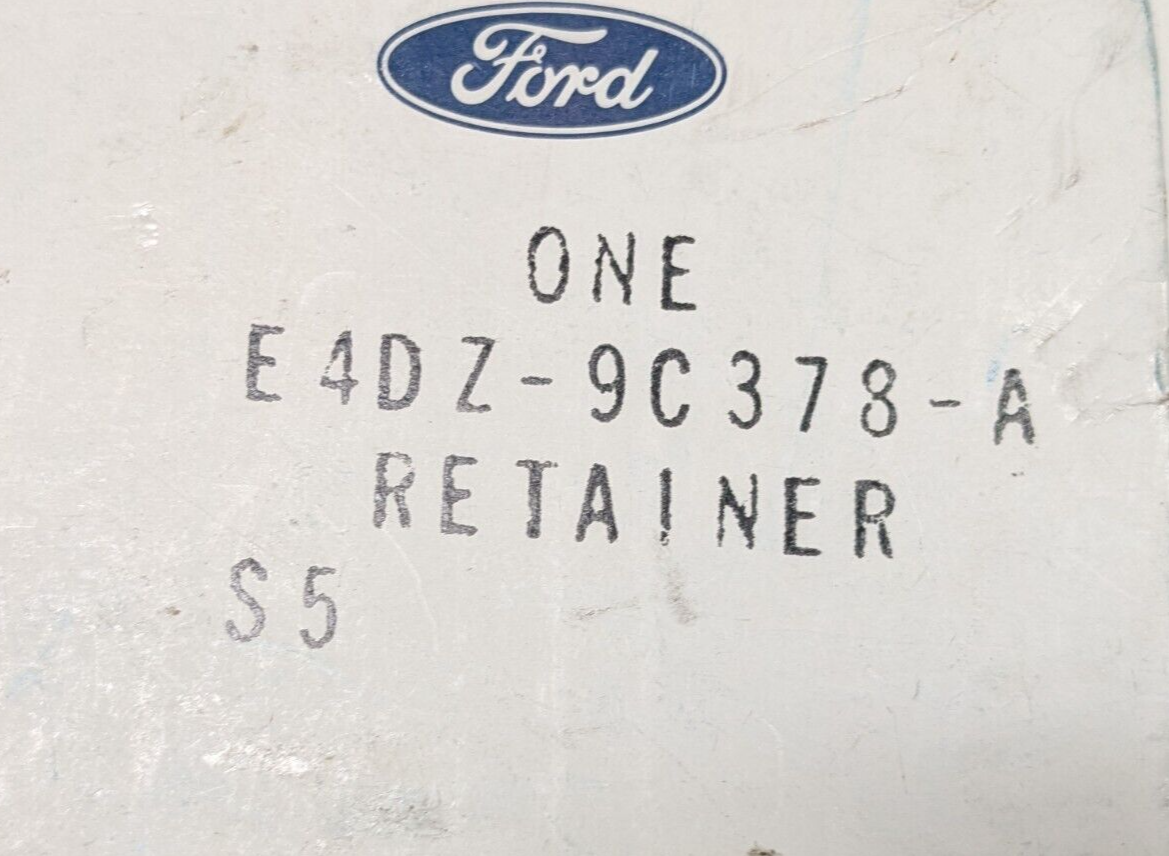 Ford
ONE
E4DZ-9C378-A
RETAINER
S5